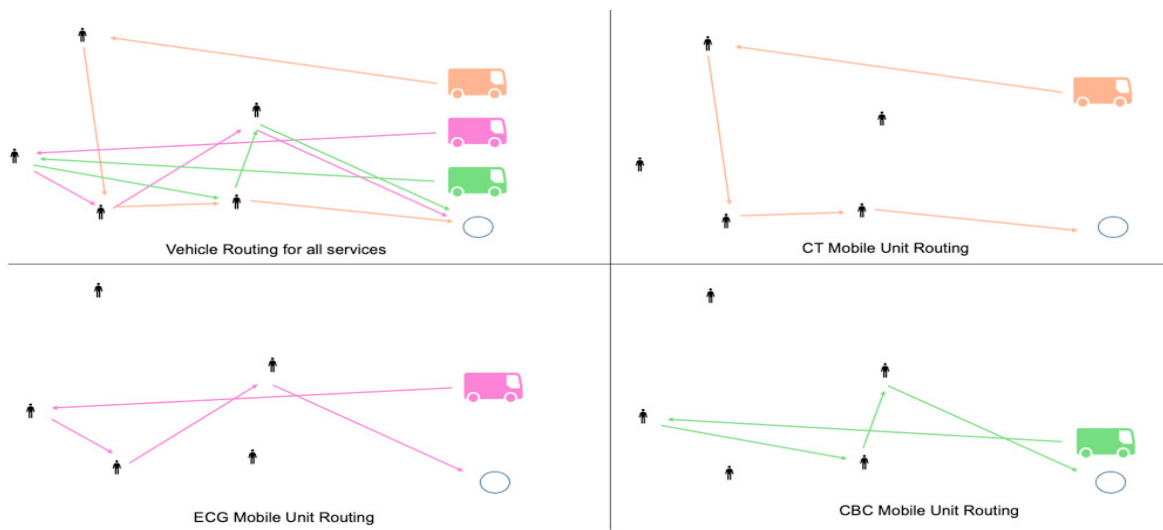 Vehicle Routing for all services
CT Mobile Unit Routing
ECG Mobile Unit Routing
CBC Mobile Unit Routing